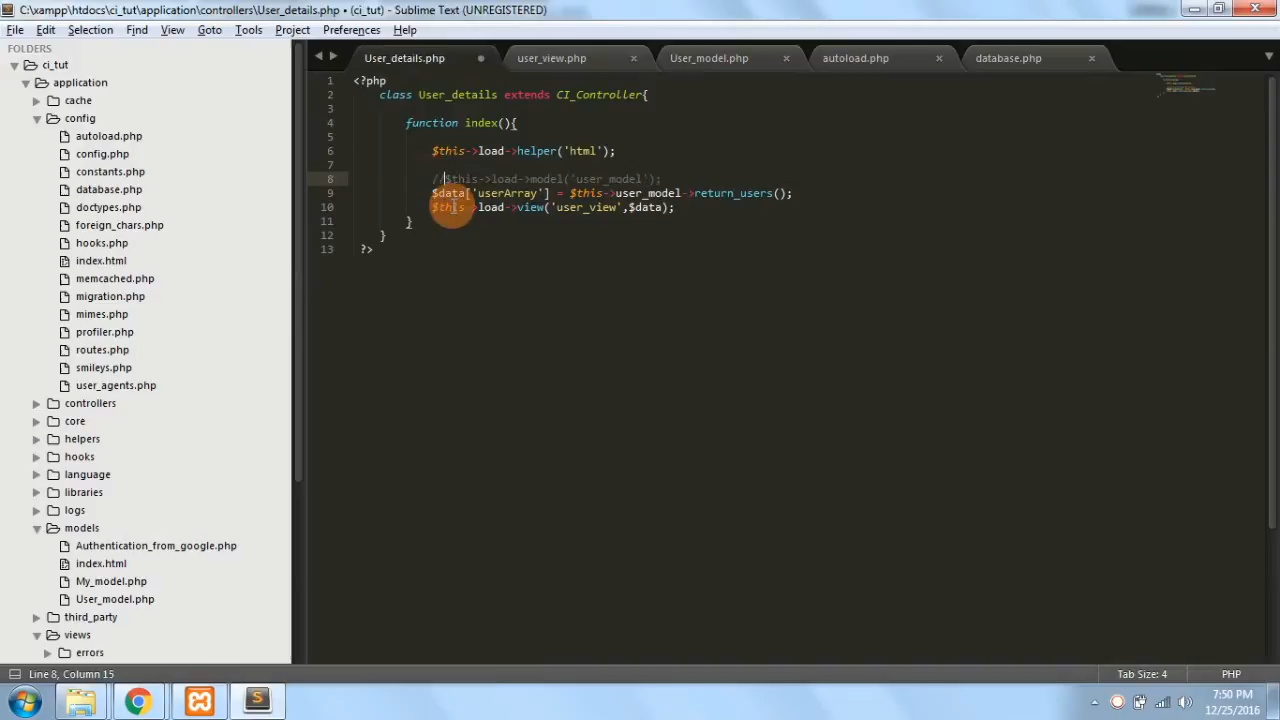 C:\xampp\htdocs\ci_tut\application\controllers\User_details.php • (ci_tut) - Sublime Text (UNREGISTERED)
File Edit Selection Find View Goto Tools Project Preferences Help
FOLDERS
ci_tut
application
cache
config
autoload.php
config.php
constants.php
database.php
doctypes.php
foreign_chars.php
hooks.php
index.html
memcached.php
migration.php
mimes.php
profiler.php
routes.php
smileys.php
user_agents.php
controllers
core
helpers
hooks
language
libraries
logs
models
Authentication_from_google.php
index.html
My_model.php
User_model.php
third_party
views
errors
User_details.php user_view.php User_model.php autoload.php database.php
1 <?php
2 class User_details extends CI_Controller{
3
4 function index(){
5
6 $this->load->helper('html');
7
8 //$this->load->model('user_model');
9 $data['userArray'] = $this->user_model->return_users();
10 $this->load->view('user_view',$data);
11 }
12 }
13 ?>
Line 8, Column 15 Tab Size: 4 PHP
7:50 PM
12/25/2016